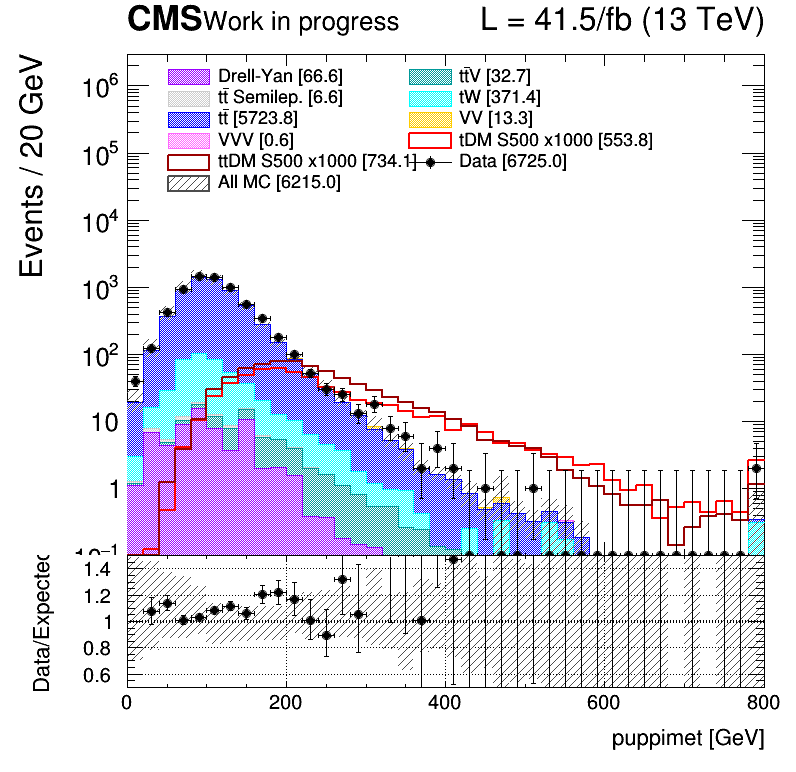 CMS Work in progress L = 41.5/fb (13 TeV)
Events / 20 GeV
Drell-Yan [66.6] tt̄V [32.7]
tt̄ Semilep. [6.6] tW [371.4]
tt̄ [5723.8] VV [13.3]
VVV [0.6] tDM S500 x1000 [553.8]
ttDM S500 x1000 [734.1] Data [6725.0]
All MC [6215.0]
10⁶
10⁵
10⁴
10³
10²
10
1
10⁻¹
Data/Expected
1.4
1.2
1
0.8
0.6
0 200 400 600 800
puppimet [GeV]